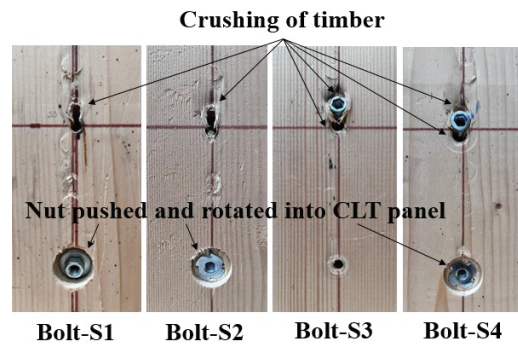 Crushing of timber
Nut pushed and rotated into CLT panel
Bolt-S1 Bolt-S2 Bolt-S3 Bolt-S4